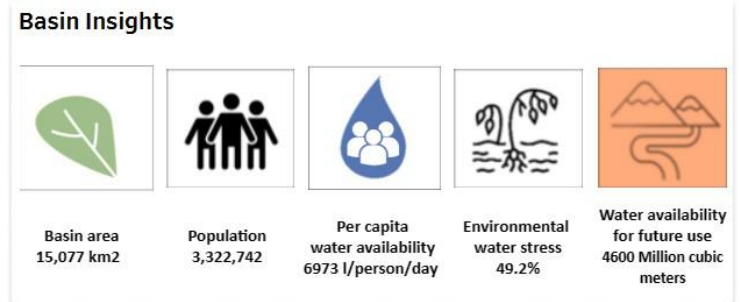 Basin Insights
Basin area
15,077 km2
Population
3,322,742
Per capita
water availability
6973 l/person/day
Environmental
water stress
49.2%
Water availability
for future use
4600 Million cubic
meters